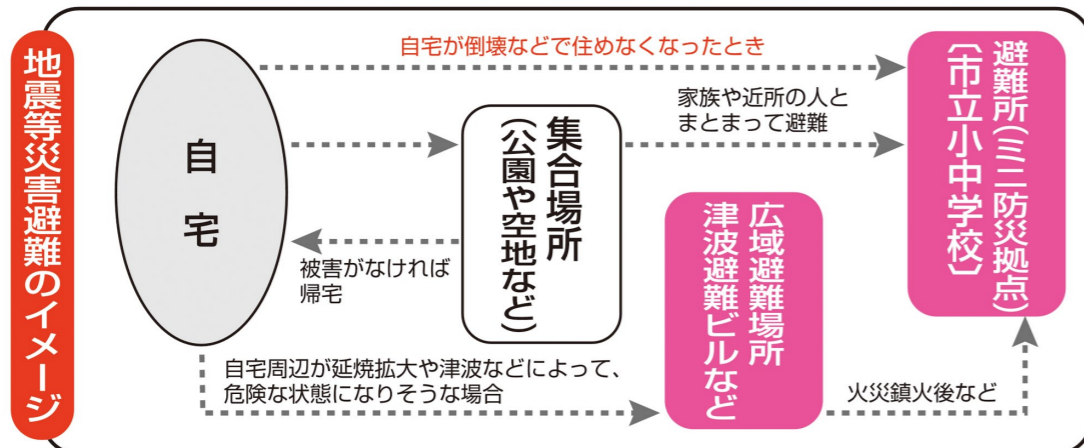 地震等災害避難のイメージ
自宅
自宅が倒壊などで住めなくなったとき
集合場所
(公園や空地など)
家族や近所の人と
まとまって避難
被害がなければ
帰宅
自宅周辺が延焼拡大や津波などによって、
危険な状態になりそうな場合
広域避難場所
津波避難ビルなど
火災鎮火後など
避難所(ミニ防災拠点)
〔市立小中学校〕